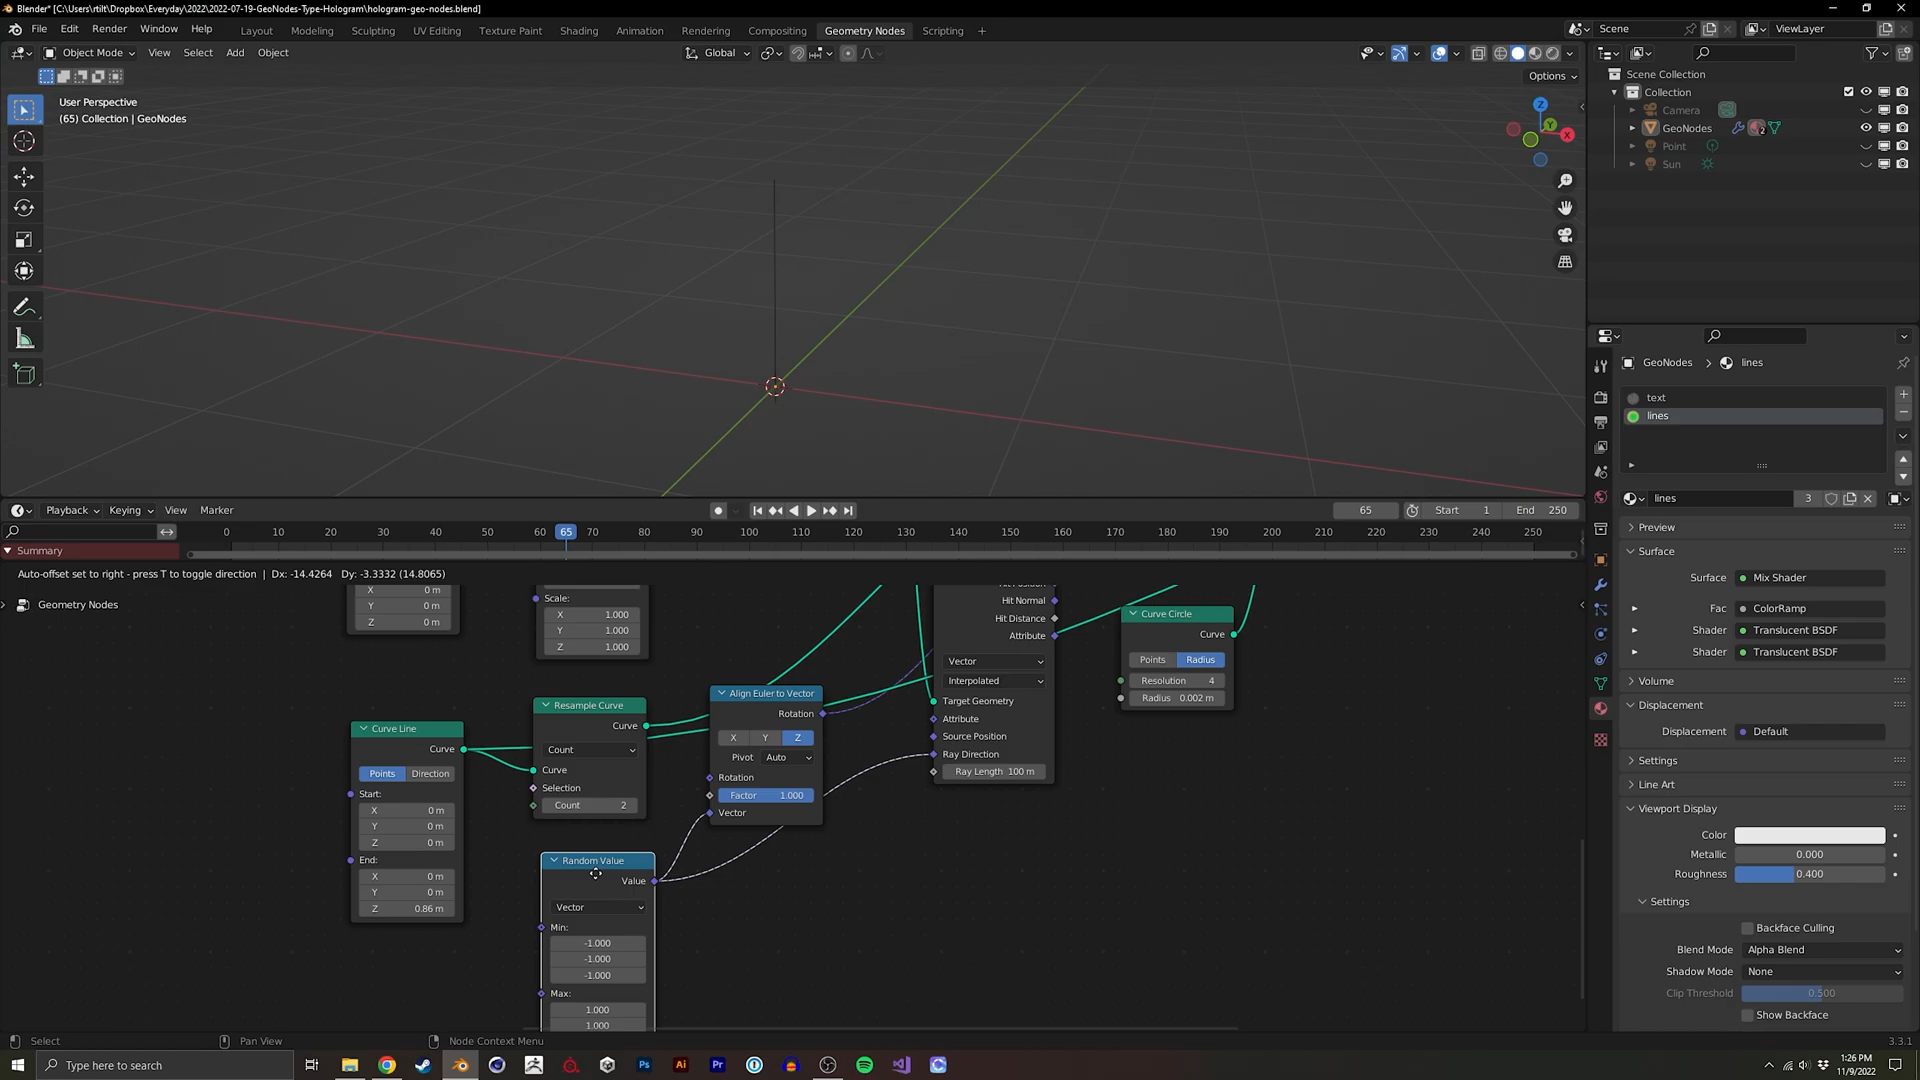 Blender* [C:\Users\rtilt\Dropbox\Everyday\2022\2022-07-19-GeoNodes-Type-Hologram\hologram-geo-nodes.blend]
File Edit Render Window Help Layout Modeling Sculpting UV Editing Texture Paint Shading Animation Rendering Compositing Geometry Nodes Scripting + Scene ViewLayer
Object Mode View Select Add Object Global
Options
User Perspective
(65) Collection | GeoNodes
Z
Y
X
Scene Collection
Collection
Camera
GeoNodes 2
Point
Sun
GeoNodes > lines
text
lines
lines 3
Preview
Surface
Surface Mix Shader
Fac ColorRamp
Shader Translucent BSDF
Shader Translucent BSDF
Volume
Displacement
Displacement Default
Settings
Line Art
Viewport Display
Color
Metallic 0.000
Roughness 0.400
Settings
Backface Culling
Blend Mode Alpha Blend
Shadow Mode None
Clip Threshold 0.500
Show Backface
Playback Keying View Marker 65 Start 1 End 250
0 20 30 40 50 60 65 70 80 90 100 110 120 130 140 150 160 170 180 190 200 210 220 230 240 250
Summary
Auto-offset set to right - press T to toggle direction | Dx: -14.4264 Dy: -3.3332 (14.8065)
Geometry Nodes
X 0 m
Y 0 m
Z 0 m
Scale:
X 1.000
Y 1.000
Z 1.000
Curve Line
Curve
Points Direction
Start:
X 0 m
Y 0 m
Z 0 m
End:
X 0 m
Y 0 m
Z 0.86 m
Resample Curve
Curve
Count
Curve
Selection
Count 2
Random Value
Value
Vector
Min:
-1.000
-1.000
-1.000
Max:
1.000
1.000
Align Euler to Vector
Rotation
X Y Z
Pivot Auto
Rotation
Factor 1.000
Vector
Hit Normal
Hit Distance
Attribute
Vector
Interpolated
Target Geometry
Attribute
Source Position
Ray Direction
Ray Length 100 m
Curve Circle
Curve
Points Radius
Resolution 4
Radius 0.002 m
Select Pan View Node Context Menu 3.3.1
Type here to search
Ps Ai Pr
1:26 PM
11/9/2022